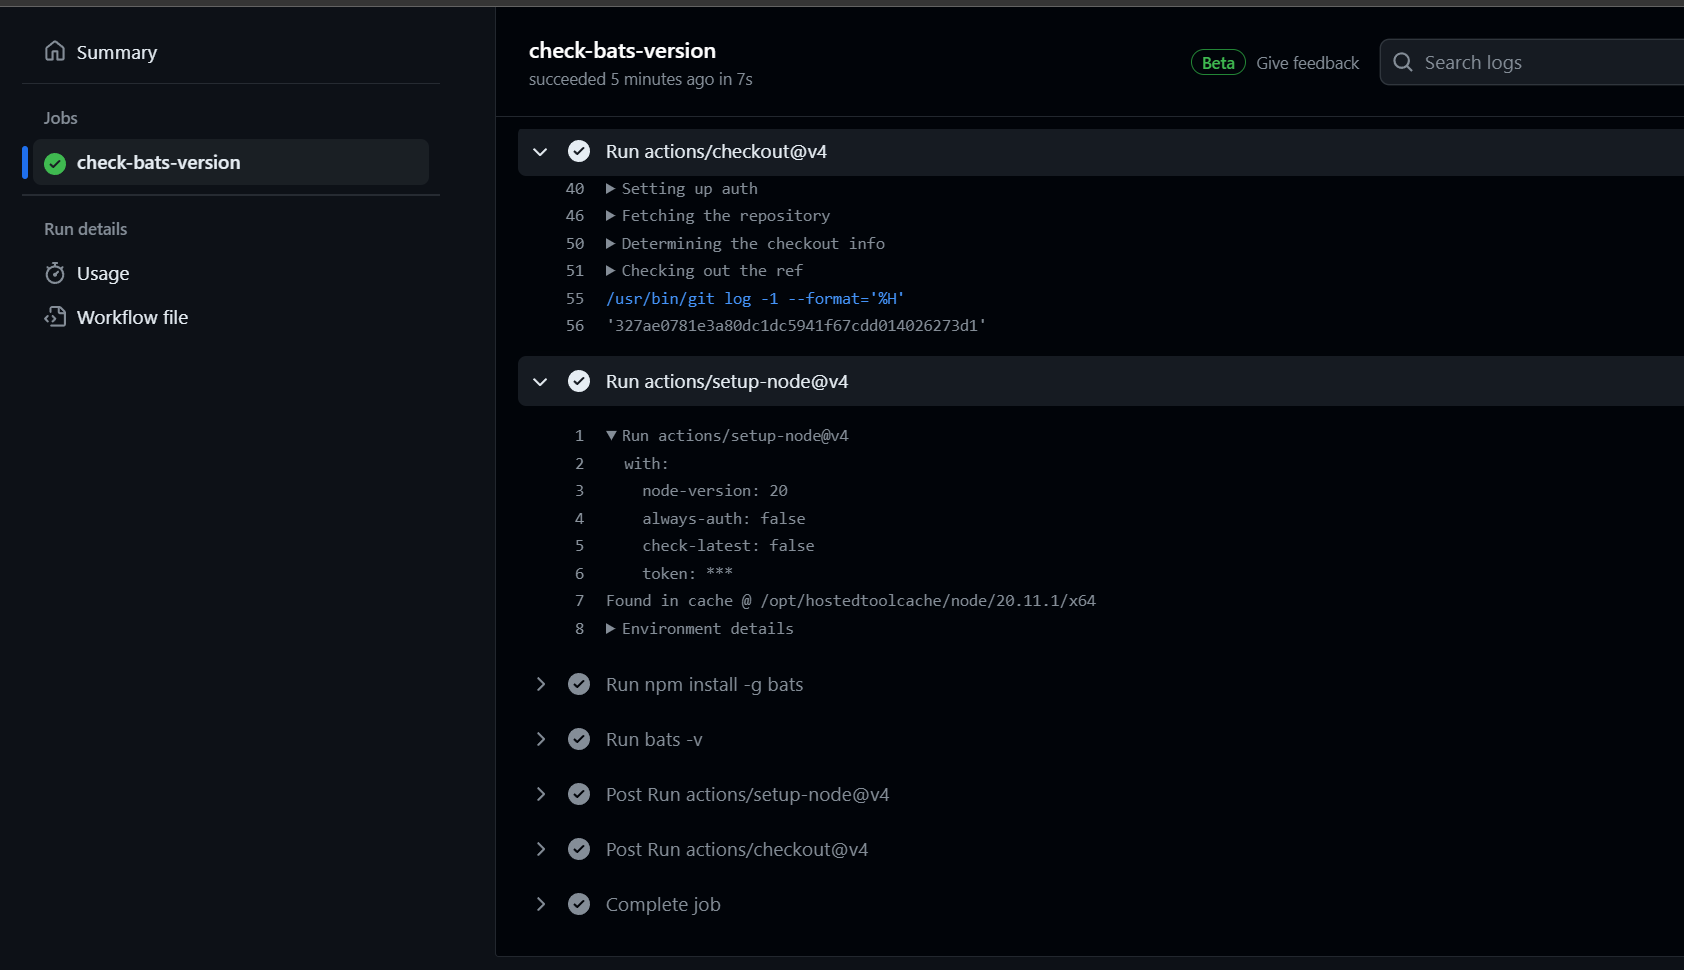 Summary
Jobs
check-bats-version
Run details
Usage
Workflow file
check-bats-version
succeeded 5 minutes ago in 7s
Beta Give feedback
Search logs
Run actions/checkout@v4
40 Setting up auth
46 Fetching the repository
50 Determining the checkout info
51 Checking out the ref
55 /usr/bin/git log -1 --format='%H'
56 '327ae0781e3a80dc1dc5941f67cdd014026273d1'
Run actions/setup-node@v4
1 Run actions/setup-node@v4
2 with:
3 node-version: 20
4 always-auth: false
5 check-latest: false
6 token: ***
7 Found in cache @ /opt/hostedtoolcache/node/20.11.1/x64
8 Environment details
Run npm install -g bats
Run bats -v
Post Run actions/setup-node@v4
Post Run actions/checkout@v4
Complete job